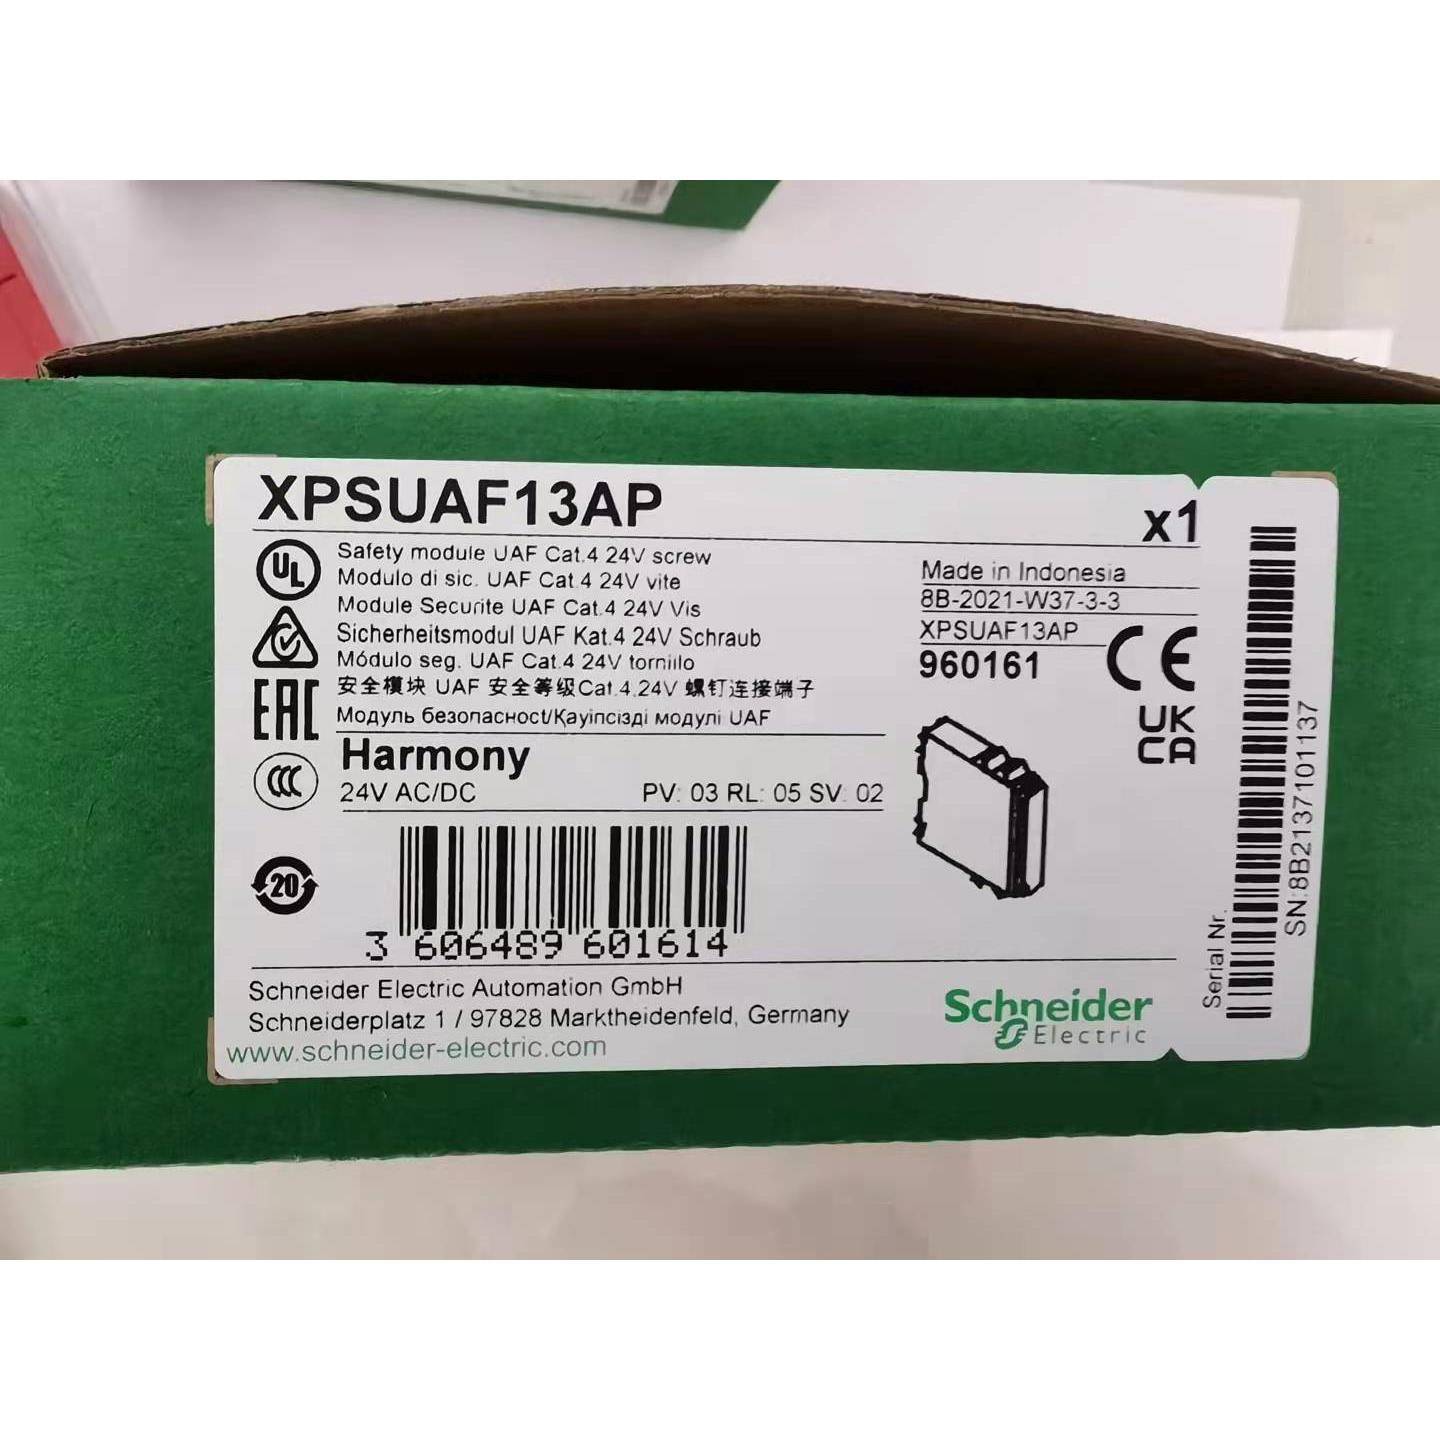 XPSUAF13AP
x1
UL
Safety module UAF Cat.4 24V screw
Modulo di sic. UAF Cat.4 24V vite
Module Securite UAF Cat.4 24V Vis
Sicherheitsmodul UAF Kat.4 24V Schraub
Módulo seg. UAF Cat.4 24V tornillo
安全模块 UAF 安全等级Cat.4,24V 螺钉连接端子
Модуль безопасност/Қауіпсізді модулі UAF
Made in Indonesia
8B-2021-W37-3-3
XPSUAF13AP
960161
CE
UK
CA
EAC
CCC
Harmony
24V AC/DC
PV: 03 RL: 05 SV: 02
20
3 606489 601614
Schneider Electric Automation GmbH
Schneiderplatz 1 / 97828 Marktheidenfeld, Germany
www.schneider-electric.com
Schneider
Electric
Serial Nr.
SN:8B2137101137